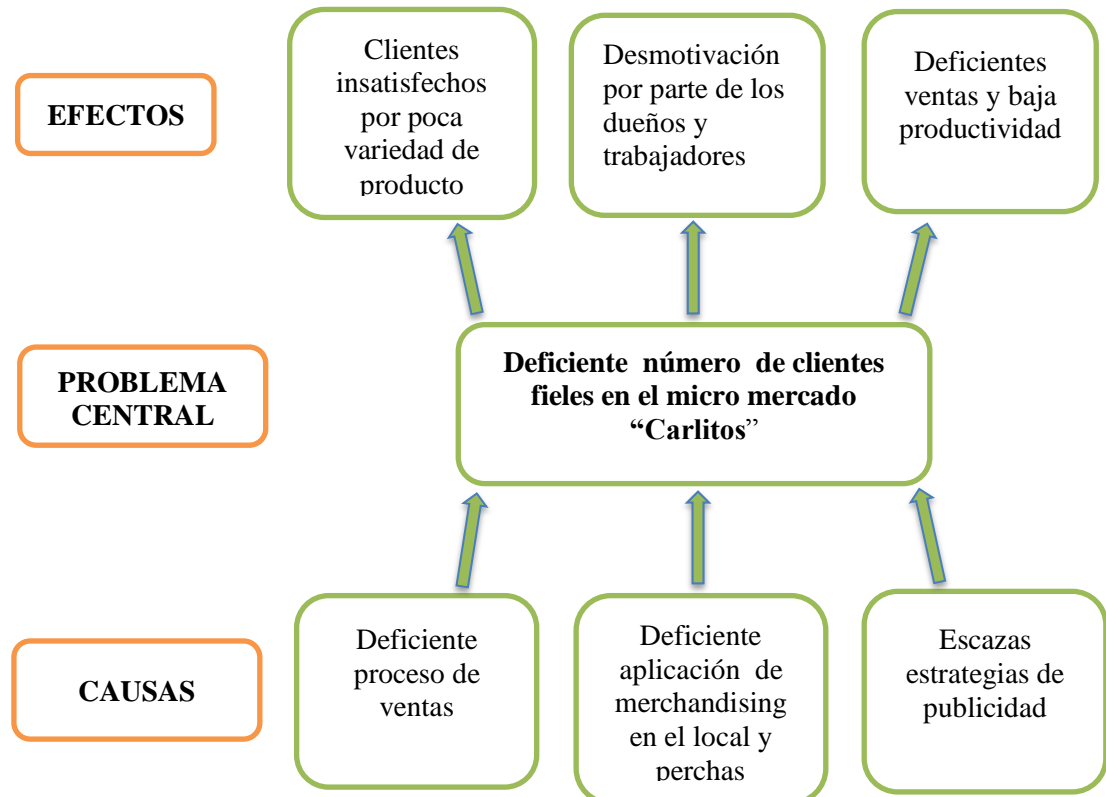 EFECTOS
Clientes
insatisfechos
por poca
variedad de
producto
Desmotivación
por parte de los
dueños y
trabajadores
Deficientes
ventas y baja
productividad
PROBLEMA
CENTRAL
Deficiente número de clientes
fieles en el micro mercado
“Carlitos”
CAUSAS
Deficiente
proceso de
ventas
Deficiente
aplicación de
merchandising
en el local y
perchas
Escazas
estrategias de
publicidad